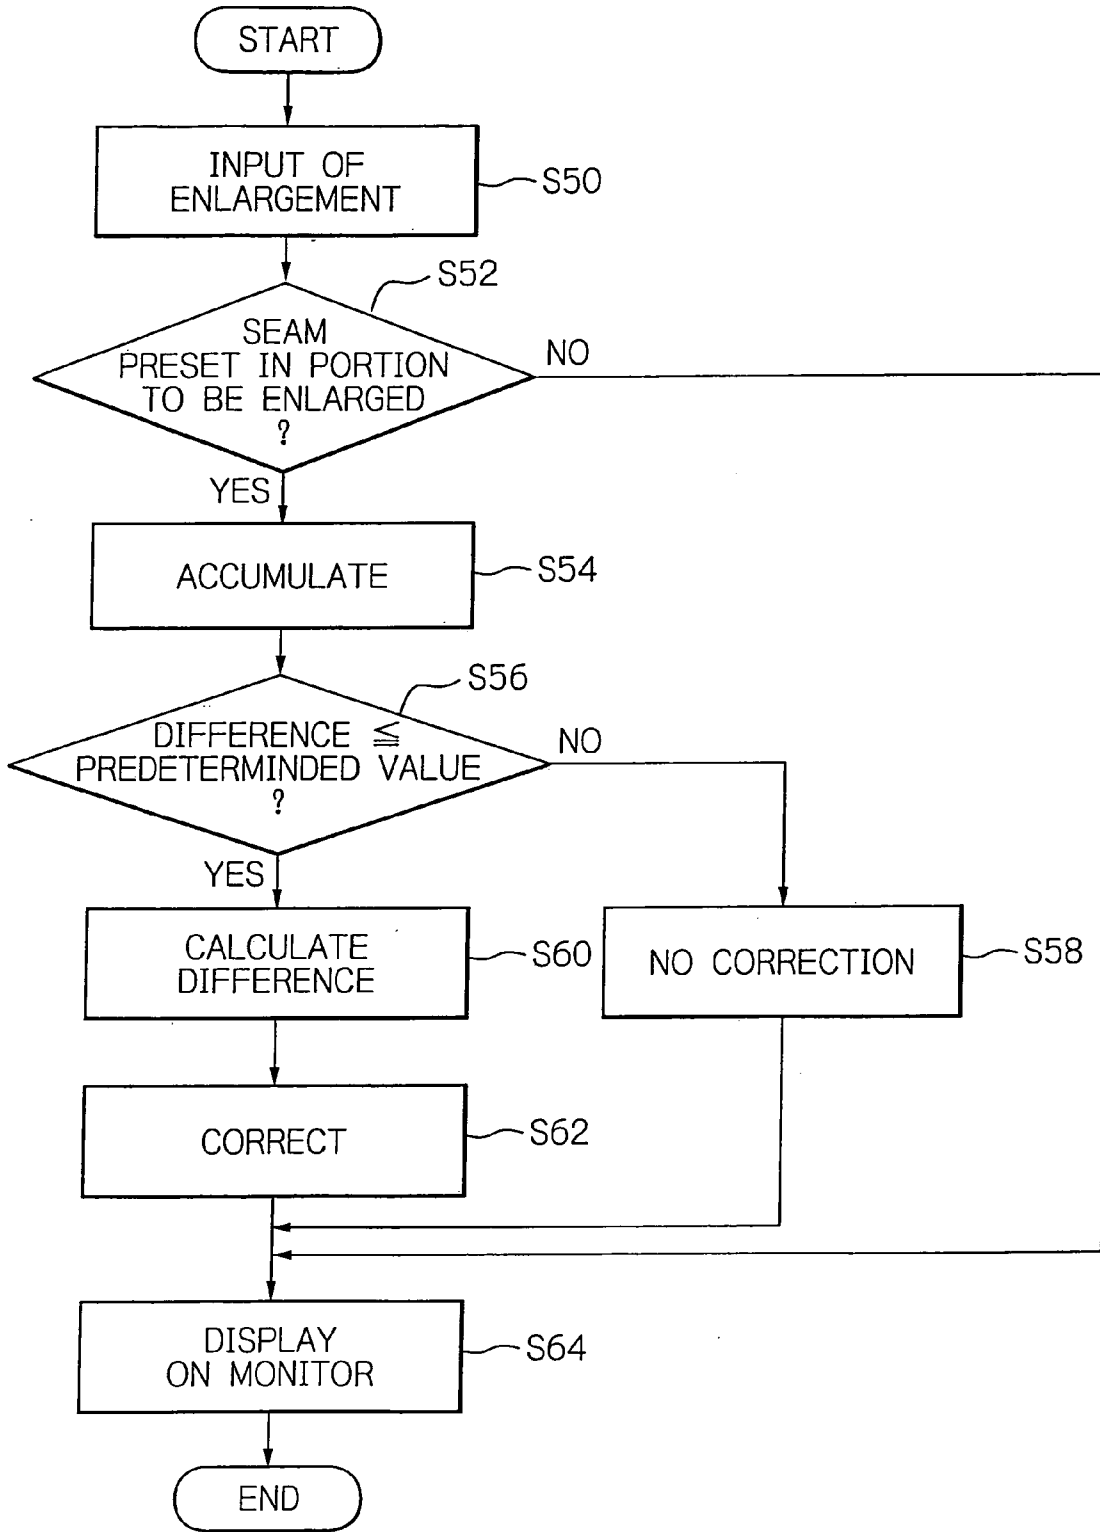 START
INPUT OF
ENLARGEMENT
S50
S52
SEAM
PRESET IN PORTION
TO BE ENLARGED
?
NO
YES
ACCUMULATE
S54
S56
DIFFERENCE ≦
PREDETERMINDED VALUE
?
NO
YES
CALCULATE
DIFFERENCE
S60
NO CORRECTION
S58
CORRECT
S62
DISPLAY
ON MONITOR
S64
END